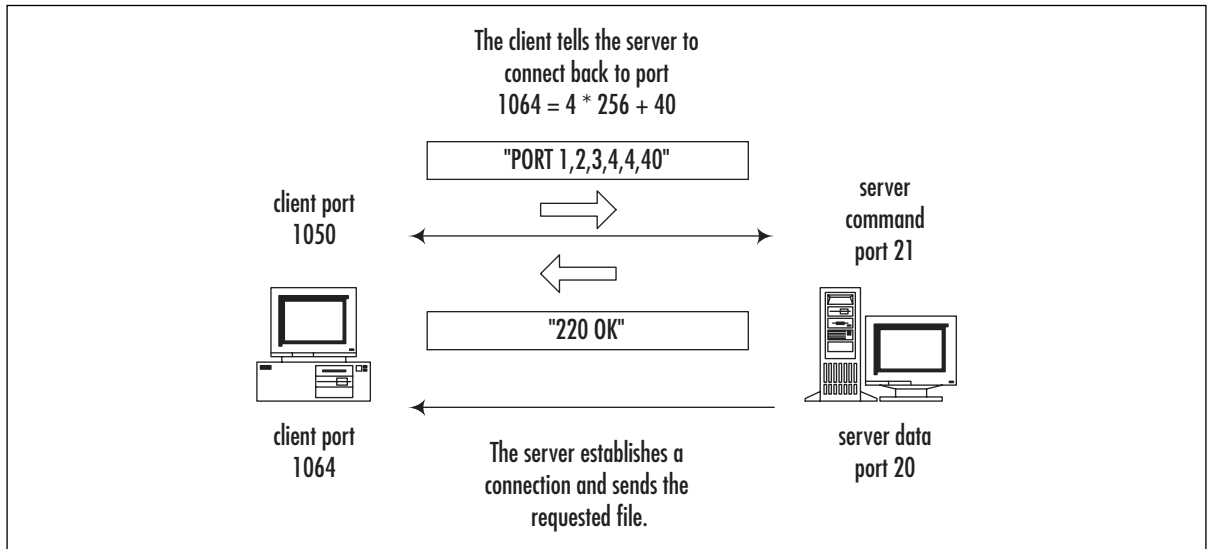 The client tells the server to
connect back to port
1064 = 4 * 256 + 40
"PORT 1,2,3,4,4,40"
client port
1050
server
command
port 21
"220 OK"
client port
1064
The server establishes a
connection and sends the
requested file.
server data
port 20